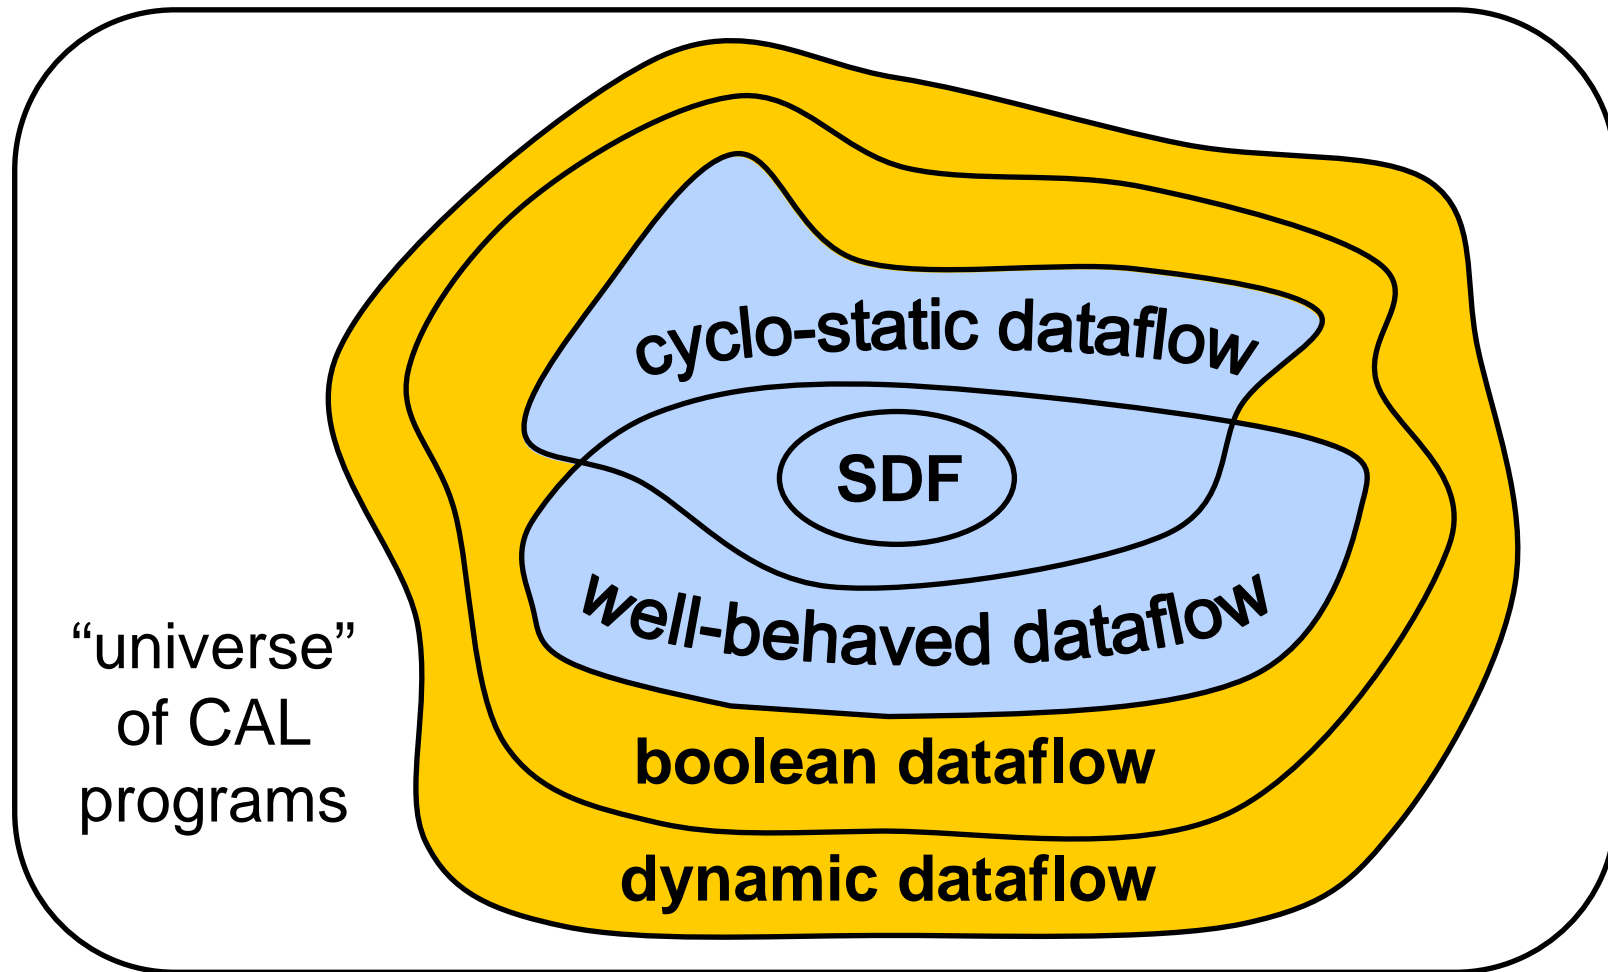 cyclo-static dataflow
SDF
well-behaved dataflow
“universe”
of CAL
programs
boolean dataflow
dynamic dataflow